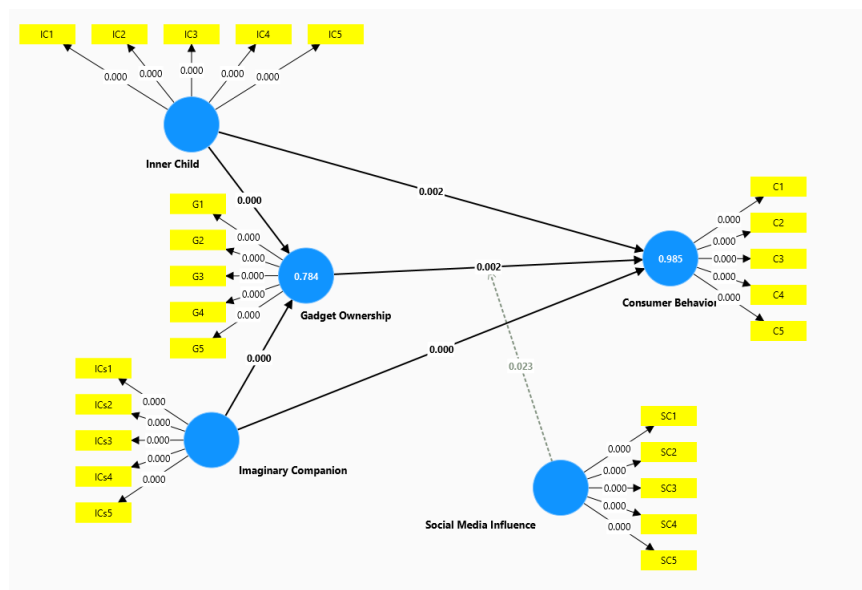 IC1 IC2 IC3 IC4 IC5
0.000 0.000 0.000 0.000 0.000
Inner Child
0.000
0.002
G1
G2
G3
G4
G5
0.000
0.000
0.000
0.000
0.000
0.784
Gadget Ownership
0.002
0.000
0.000
0.023
C1
C2
C3
C4
C5
0.000
0.000
0.000
0.000
0.000
0.985
Consumer Behavior
ICs1
ICs2
ICs3
ICs4
ICs5
0.000
0.000
0.000
0.000
0.000
Imaginary Companion
SC1
SC2
SC3
SC4
SC5
0.000
0.000
0.000
0.000
0.000
Social Media Influence